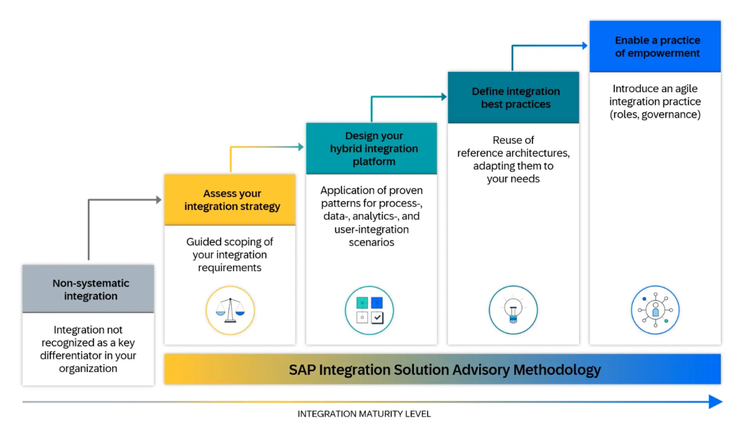 Non-systematic
integration
Integration not
recognized as a key
differentiator in your
organization
Assess your
integration strategy
Guided scoping of
your integration
requirements
Design your
hybrid integration
platform
Application of proven
patterns for process-,
data-, analytics-, and
user-integration
scenarios
Define integration
best practices
Reuse of
reference architectures,
adapting them to
your needs
Enable a practice
of empowerment
Introduce an agile
integration practice
(roles, governance)
SAP Integration Solution Advisory Methodology
INTEGRATION MATURITY LEVEL